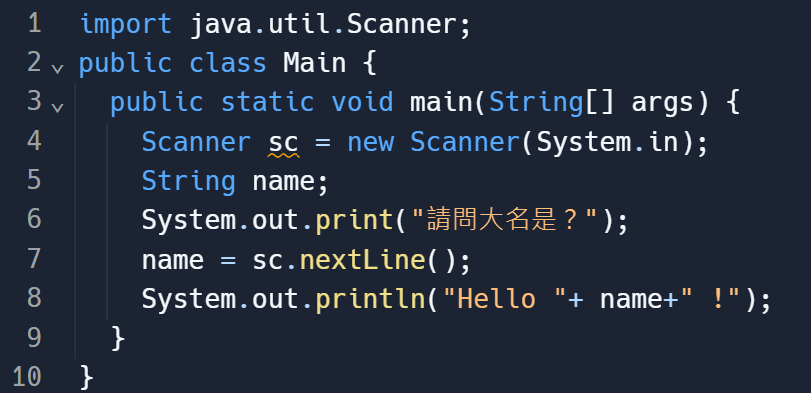 1 import java.util.Scanner;
2 public class Main {
3 public static void main(String[] args) {
4 Scanner sc = new Scanner(System.in);
5 String name;
6 System.out.print("請問大名是？");
7 name = sc.nextLine();
8 System.out.println("Hello "+ name+" !");
9 }
10 }